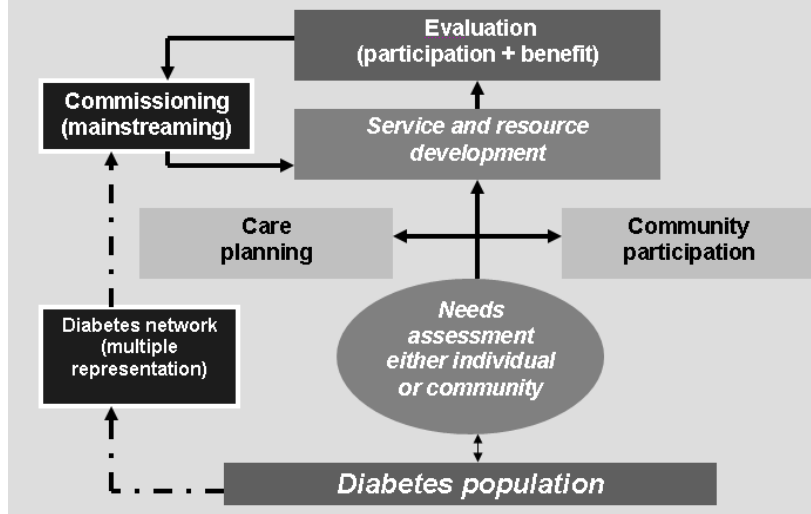 Evaluation
(participation + benefit)
Commissioning
(mainstreaming)
Service and resource
development
Care
planning
Community
participation
Diabetes network
(multiple
representation)
Needs
assessment
either individual
or community
Diabetes population